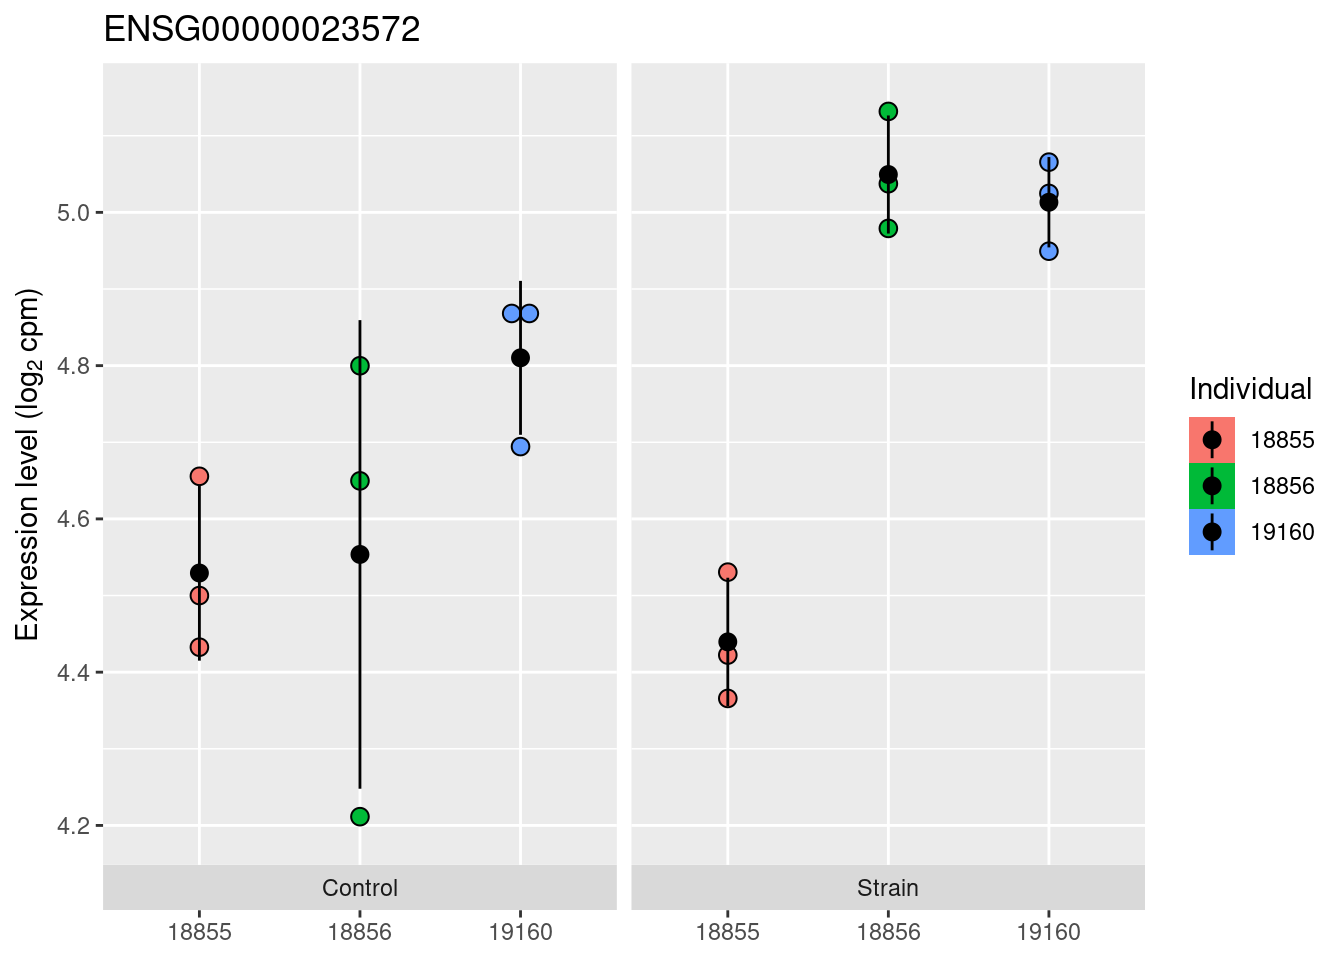 ENSG00000023572
Expression level (log₂ cpm)
5.0
4.8
4.6
4.4
4.2
Control
Strain
18855
18856
19160
18855
18856
19160
Individual
18855
18856
19160